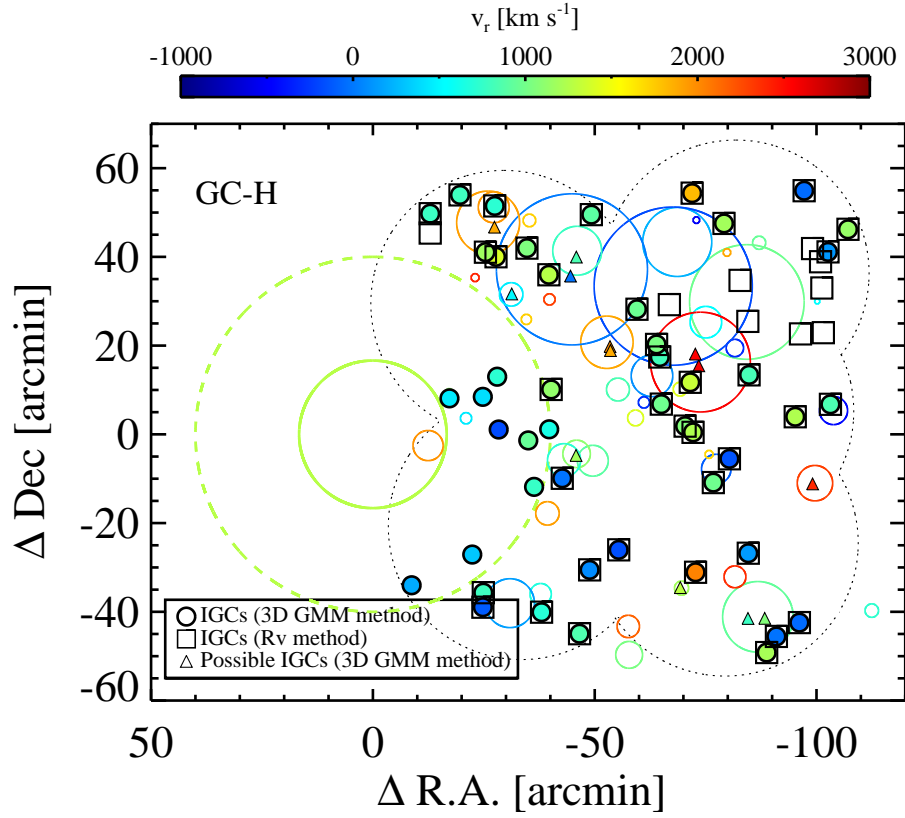 v_r [km s⁻¹]
-1000 0 1000 2000 3000
GC-H
60
40
20
0
-20
-40
-60
Δ Dec [arcmin]
IGCs (3D GMM method)
IGCs (Rv method)
Possible IGCs (3D GMM method)
50 0 -50 -100
Δ R.A. [arcmin]